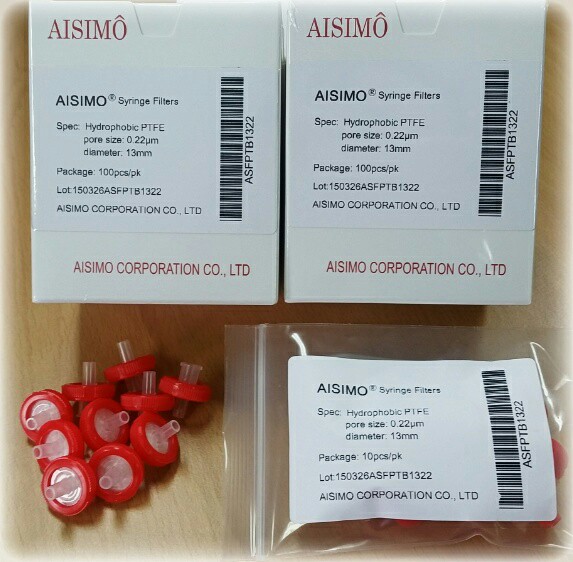 AISIMÔ
AISIMO® Syringe Filters
Spec: Hydrophobic PTFE
pore size: 0.22µm
diameter: 13mm
Package: 100pcs/pk
Lot:150326ASFPTB1322
AISIMO CORPORATION CO., LTD
ASFPTB1322
AISIMO CORPORATION CO., LTD
AISIMÔ
AISIMO® Syringe Filters
Spec: Hydrophobic PTFE
pore size: 0.22µm
diameter: 13mm
Package: 100pcs/pk
Lot:150326ASFPTB1322
AISIMO CORPORATION CO., LTD
ASFPTB1322
AISIMO CORPORATION CO., LTD
AISIMO® Syringe Filters
Spec: Hydrophobic PTFE
pore size: 0.22µm
diameter: 13mm
Package: 10pcs/pk
Lot:150326ASFPTB1322
AISIMO CORPORATION CO., LTD
ASFPTB1322